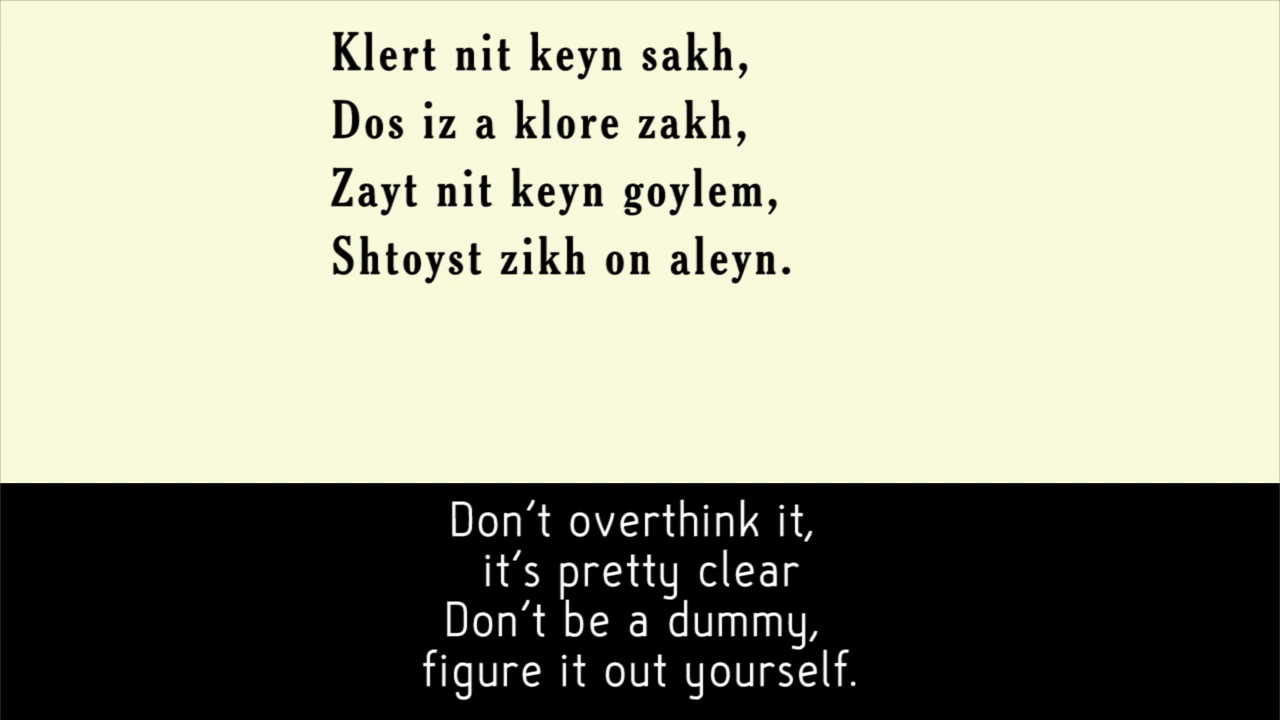 Klert nit keyn sakh,
Dos iz a klore zakh,
Zayt nit keyn goylem,
Shtoyst zikh on aleyn.
Don't overthink it,
it's pretty clear
Don't be a dummy,
figure it out yourself.